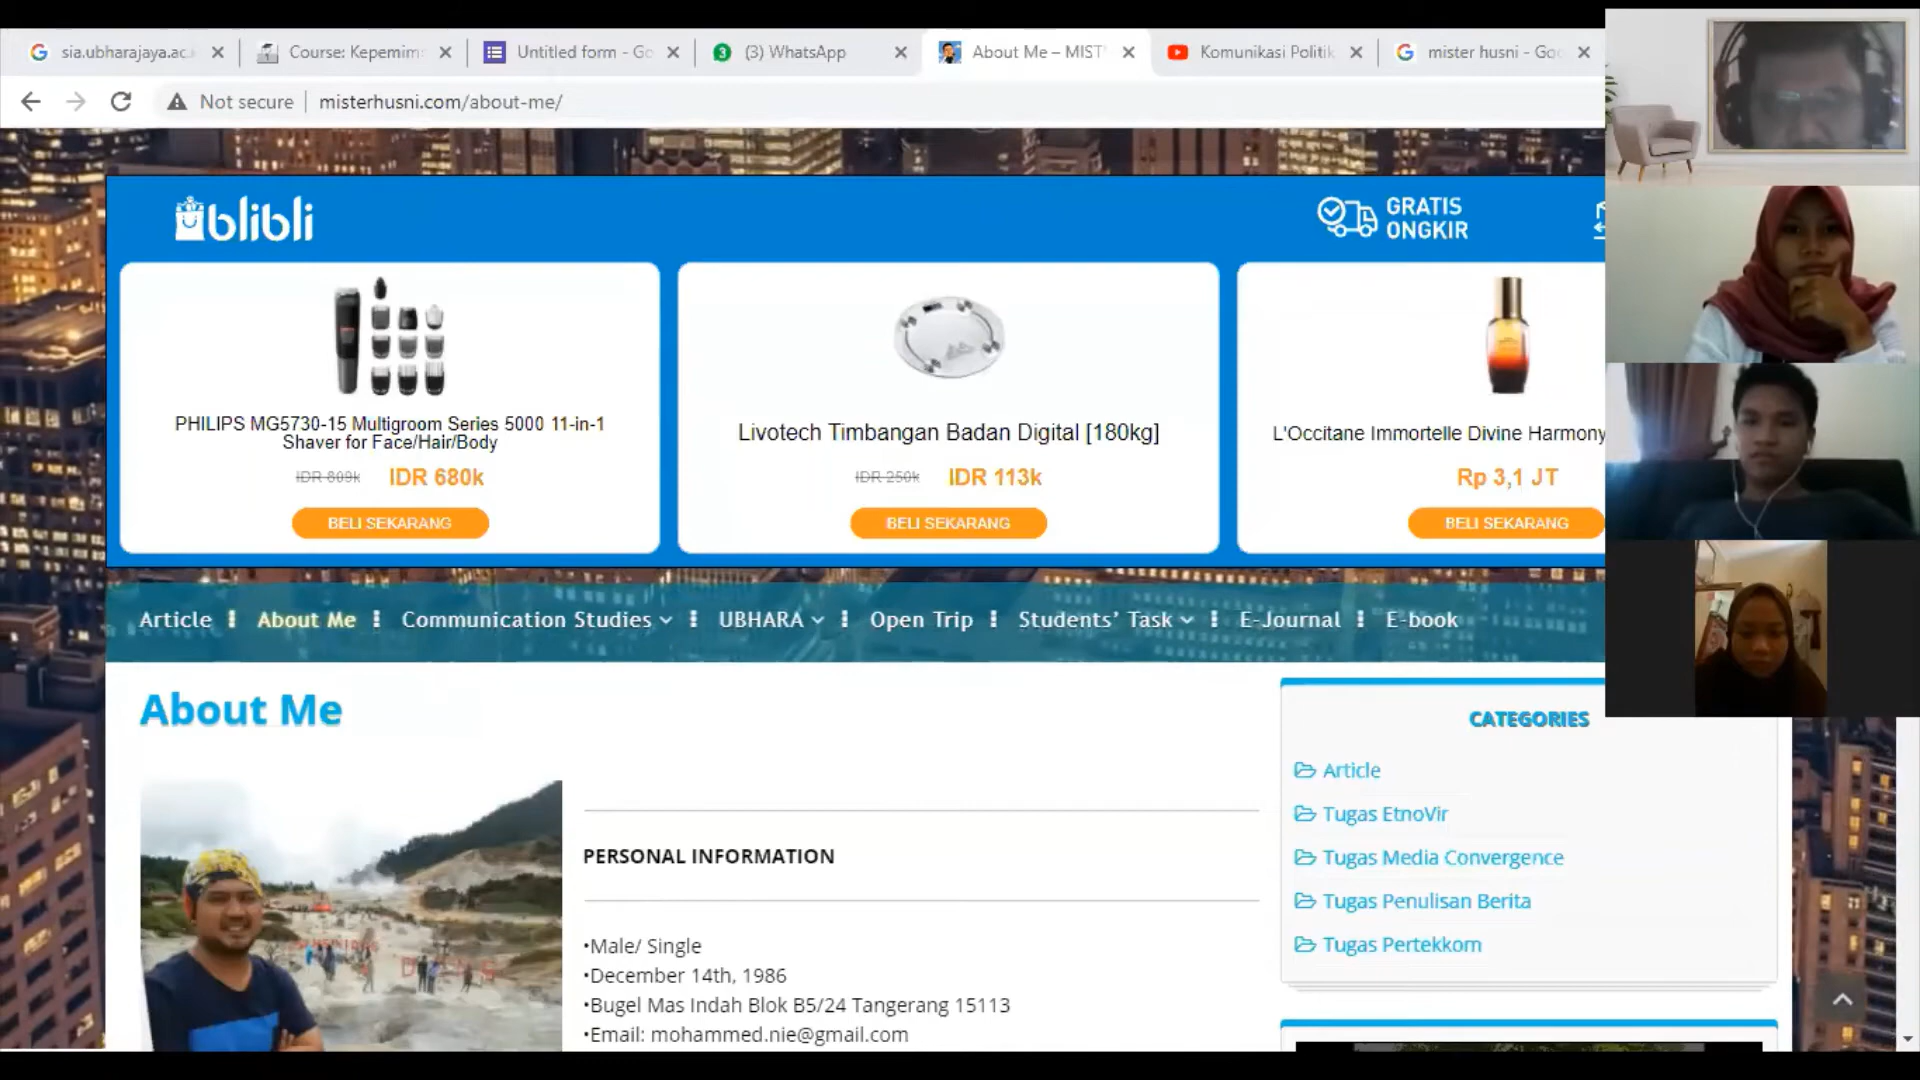 sia.ubharajaya.ac.
Course: Kepemim
Untitled form - Go
(3) WhatsApp
About Me – MIST
Komunikasi Politik
mister husni - Goo
Not secure
misterhusni.com/about-me/
blibli
GRATIS
ONGKIR
PHILIPS MG5730-15 Multigroom Series 5000 11-in-1
Shaver for Face/Hair/Body
IDR 809k IDR 680k
BELI SEKARANG
Livotech Timbangan Badan Digital [180kg]
IDR 250k IDR 113k
BELI SEKARANG
L'Occitane Immortelle Divine Harmony
Rp 3,1 JT
BELI SEKARANG
Article
About Me
Communication Studies
UBHARA
Open Trip
Students’ Task
E-Journal
E-book
About Me
PERSONAL INFORMATION
•Male/ Single
•December 14th, 1986
•Bugel Mas Indah Blok B5/24 Tangerang 15113
•Email: mohammed.nie@gmail.com
CATEGORIES
Article
Tugas EtnoVir
Tugas Media Convergence
Tugas Penulisan Berita
Tugas Pertekkom